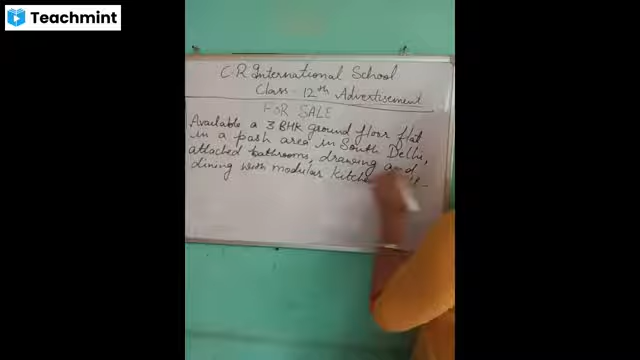 Teachmint
C.R International School
Class - 12th Advertisement
FOR SALE
Available a 3 BHK ground floor flat
in a posh area in South Delhi,
attached bathrooms, drawing and
dining with modular